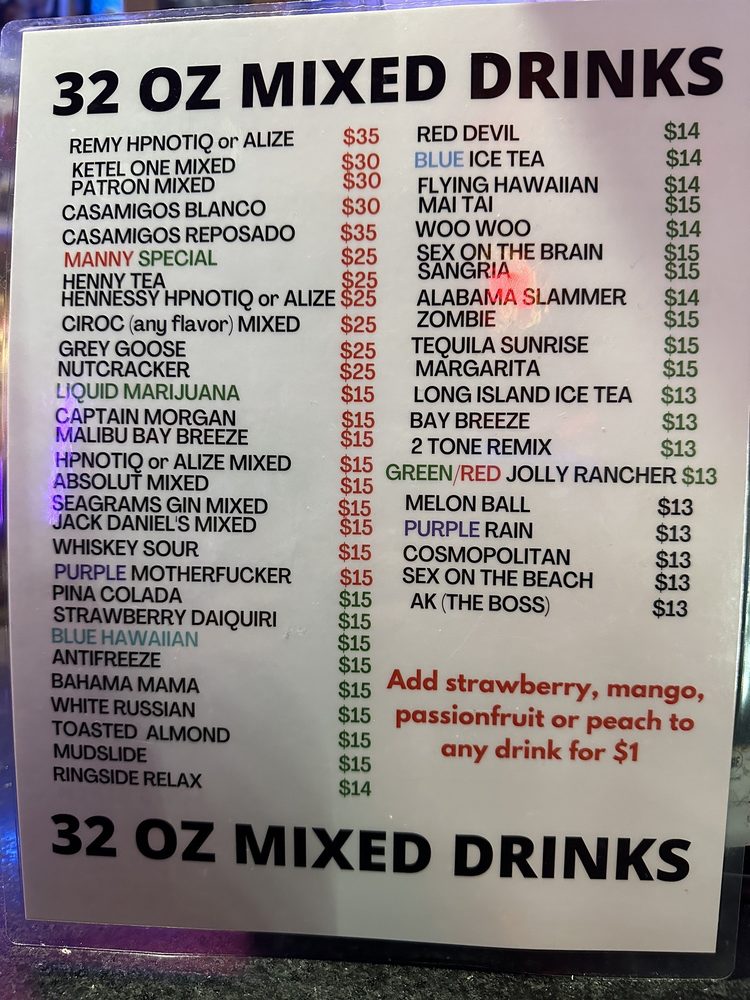 32 OZ MIXED DRINKS
REMY HPNOTIQ or ALIZE $35
KETEL ONE MIXED $30
PATRON MIXED $30
CASAMIGOS BLANCO $30
CASAMIGOS REPOSADO $35
MANNY SPECIAL $25
HENNY TEA $25
HENNESSY HPNOTIQ or ALIZE $25
CIROC (any flavor) MIXED $25
GREY GOOSE $25
NUTCRACKER $25
LIQUID MARIJUANA $15
CAPTAIN MORGAN $15
MALIBU BAY BREEZE $15
HPNOTIQ or ALIZE MIXED $15
ABSOLUT MIXED $15
SEAGRAMS GIN MIXED $15
JACK DANIEL'S MIXED $15
WHISKEY SOUR $15
PURPLE MOTHERFUCKER $15
PINA COLADA $15
STRAWBERRY DAIQUIRI $15
BLUE HAWAIIAN $15
ANTIFREEZE $15
BAHAMA MAMA $15
WHITE RUSSIAN $15
TOASTED ALMOND $15
MUDSLIDE $15
RINGSIDE RELAX $14
RED DEVIL $14
BLUE ICE TEA $14
FLYING HAWAIIAN $14
MAI TAI $15
WOO WOO $14
SEX ON THE BRAIN $15
SANGRIA $15
ALABAMA SLAMMER $14
ZOMBIE $15
TEQUILA SUNRISE $15
MARGARITA $15
LONG ISLAND ICE TEA $13
BAY BREEZE $13
2 TONE REMIX $13
GREEN/RED JOLLY RANCHER $13
MELON BALL $13
PURPLE RAIN $13
COSMOPOLITAN $13
SEX ON THE BEACH $13
AK (THE BOSS) $13
Add strawberry, mango,
passionfruit or peach to
any drink for $1
32 OZ MIXED DRINKS